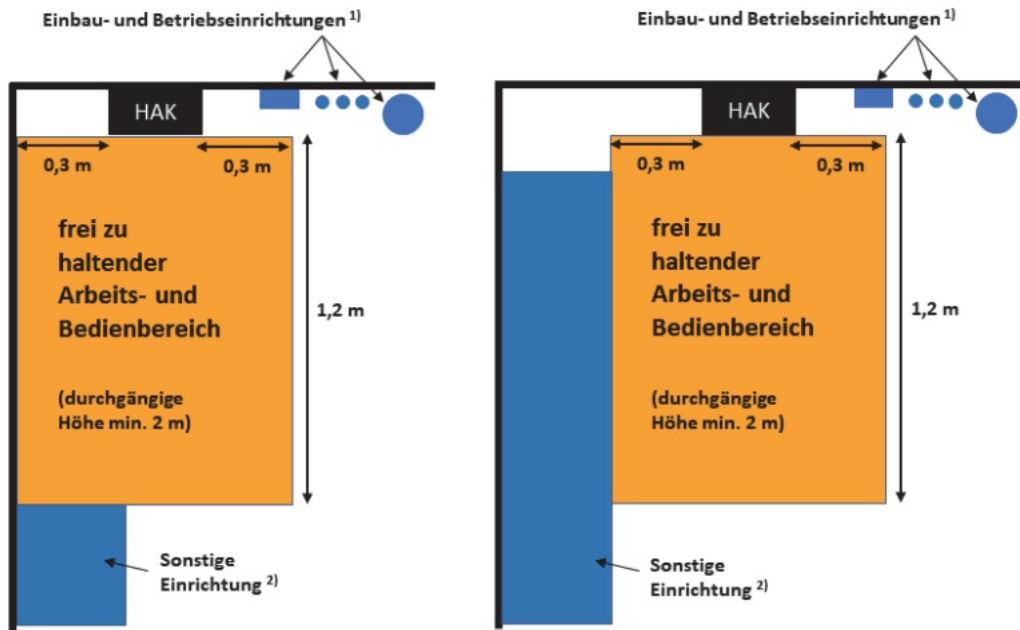 Einbau- und Betriebseinrichtungen 1)
HAK
0,3 m
0,3 m
frei zu
haltender
Arbeits- und
Bedienbereich
(durchgängige
Höhe min. 2 m)
1,2 m
Sonstige
Einrichtung 2)
Einbau- und Betriebseinrichtungen 1)
HAK
0,3 m
0,3 m
frei zu
haltender
Arbeits- und
Bedienbereich
(durchgängige
Höhe min. 2 m)
1,2 m
Sonstige
Einrichtung 2)